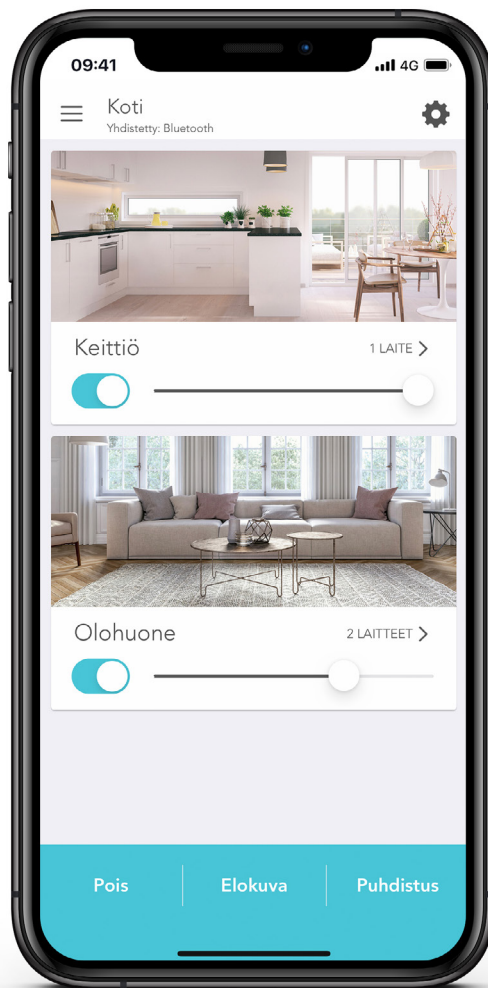 09:41
4G
Koti
Yhdistetty: Bluetooth
Keittiö
1 LAITE
Olohuone
2 LAITTEET
Pois
Elokuva
Puhdistus